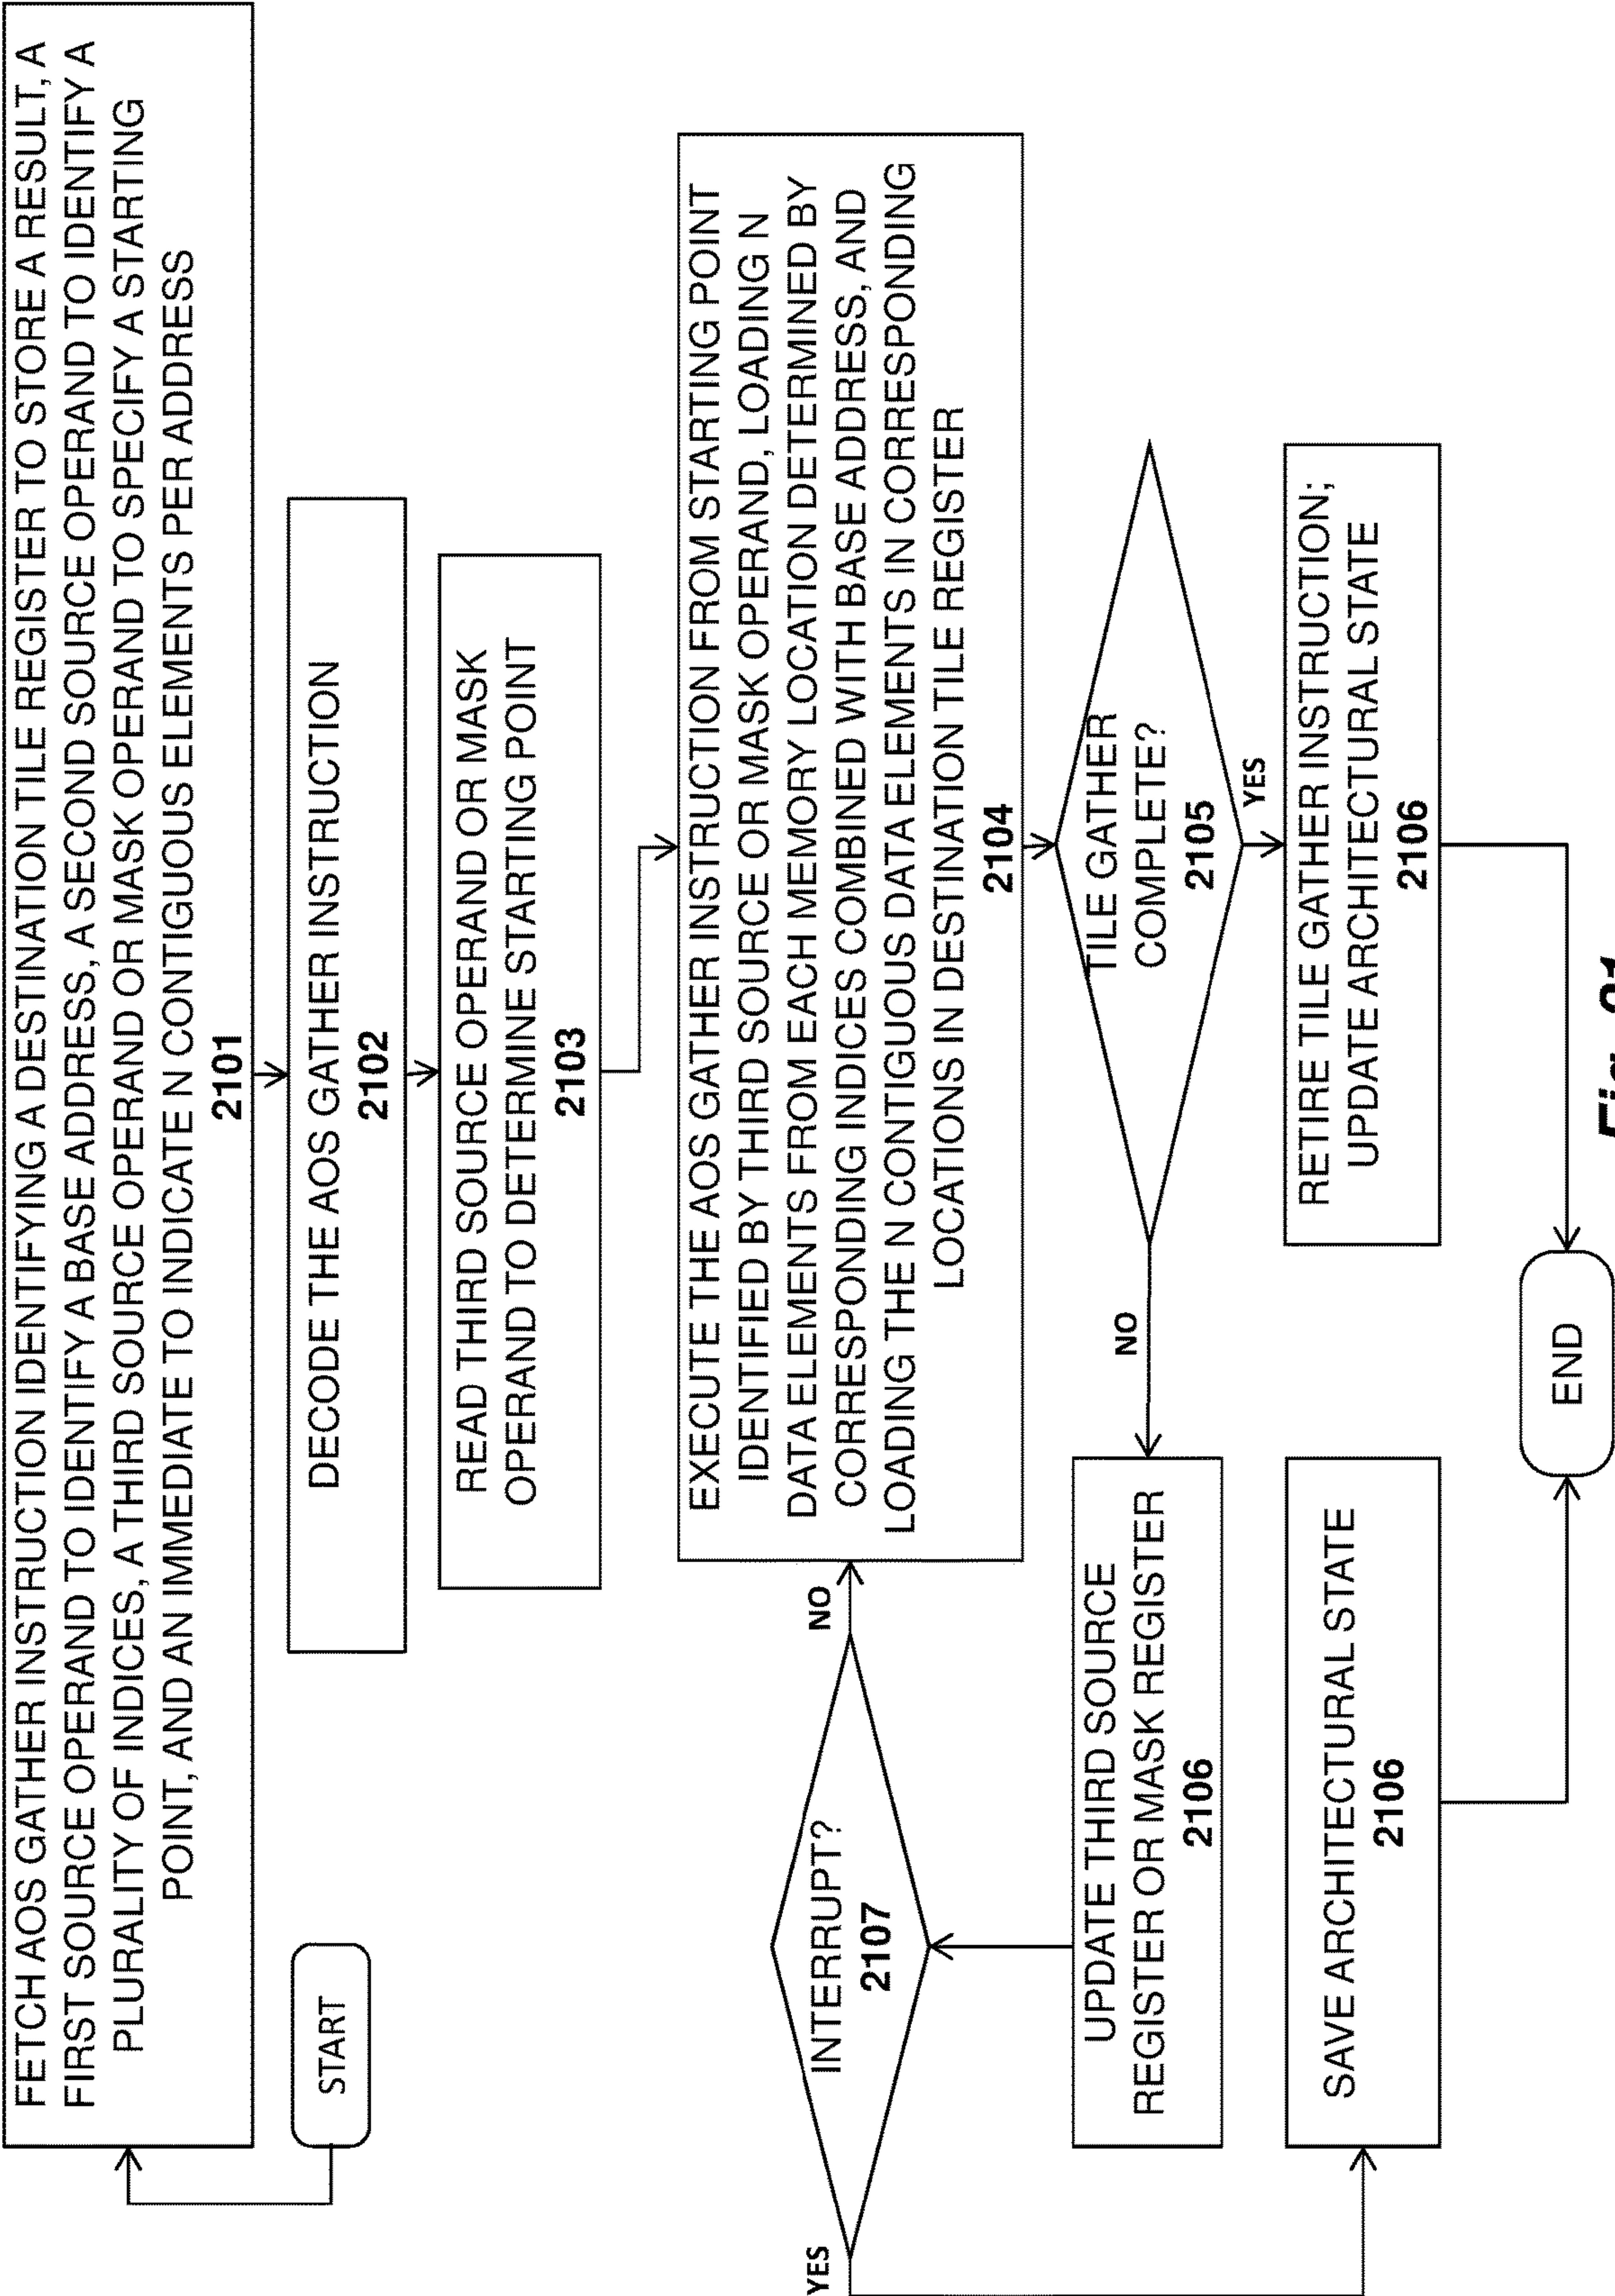 FETCH AOS GATHER INSTRUCTION IDENTIFYING A DESTINATION TILE REGISTER TO STORE A RESULT, A
FIRST SOURCE OPERAND TO IDENTIFY A BASE ADDRESS, A SECOND SOURCE OPERAND TO IDENTIFY A
PLURALITY OF INDICES, A THIRD SOURCE OPERAND OR MASK OPERAND TO SPECIFY A STARTING
POINT, AND AN IMMEDIATE TO INDICATE N CONTIGUOUS ELEMENTS PER ADDRESS
2101
START
DECODE THE AOS GATHER INSTRUCTION
2102
READ THIRD SOURCE OPERAND OR MASK
OPERAND TO DETERMINE STARTING POINT
2103
EXECUTE THE AOS GATHER INSTRUCTION FROM STARTING POINT
IDENTIFIED BY THIRD SOURCE OR MASK OPERAND, LOADING N
DATA ELEMENTS FROM EACH MEMORY LOCATION DETERMINED BY
CORRESPONDING INDICES COMBINED WITH BASE ADDRESS, AND
LOADING THE N CONTIGUOUS DATA ELEMENTS IN CORRESPONDING
LOCATIONS IN DESTINATION TILE REGISTER
2104
YES
INTERRUPT?
2107
NO
TILE GATHER
COMPLETE?
2105
NO
YES
UPDATE THIRD SOURCE
REGISTER OR MASK REGISTER
2106
SAVE ARCHITECTURAL STATE
2106
RETIRE TILE GATHER INSTRUCTION;
UPDATE ARCHITECTURAL STATE
2106
END